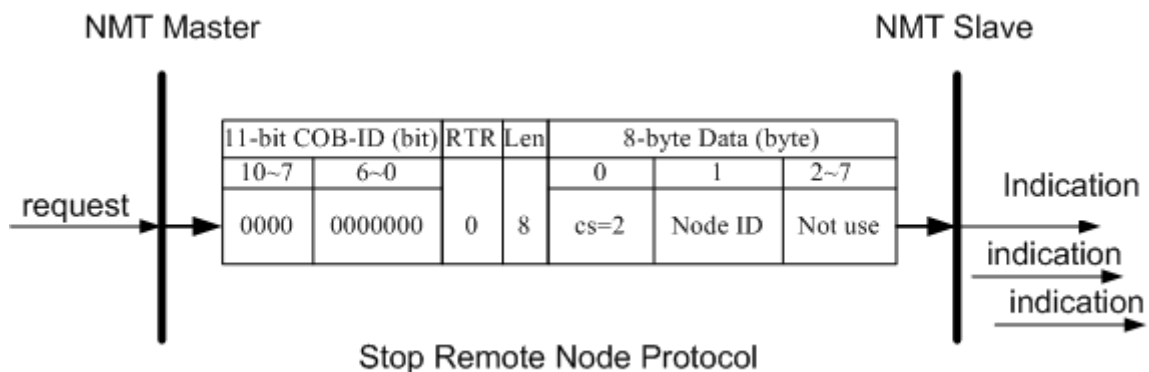 NMT Master
NMT Slave
11-bit COB-ID (bit) RTR Len 8-byte Data (byte)
10~7 6~0 0 1 2~7
request
0000 0000000 0 8 cs=2 Node ID Not use
Indication
indication
indication
Stop Remote Node Protocol